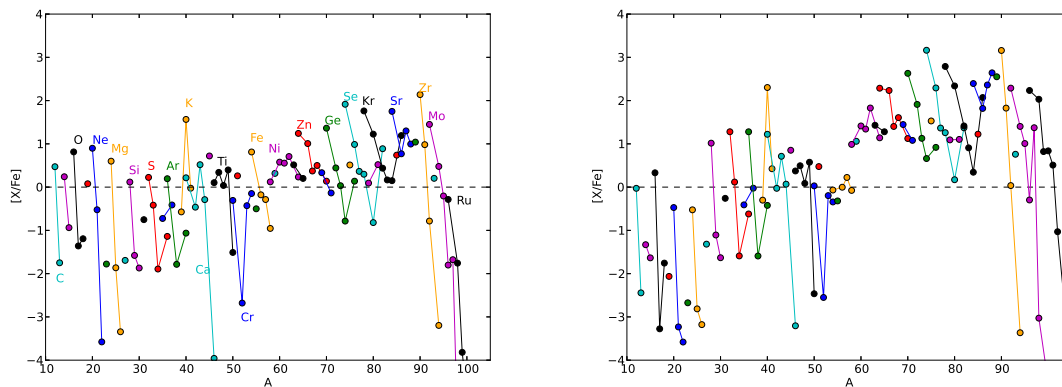 4
3
2
1
0
−1
−2
−3
−4
[X/Fe]
C
O
Ne
Mg
Si
S
Ar
K
Ca
Ti
Cr
Fe
Ni
Zn
Ge
Se
Kr
Sr
Zr
Mo
Ru
10 20 30 40 50 60 70 80 90 100
A
4
3
2
1
0
−1
−2
−3
−4
[X/Fe]
10 20 30 40 50 60 70 80 90
A